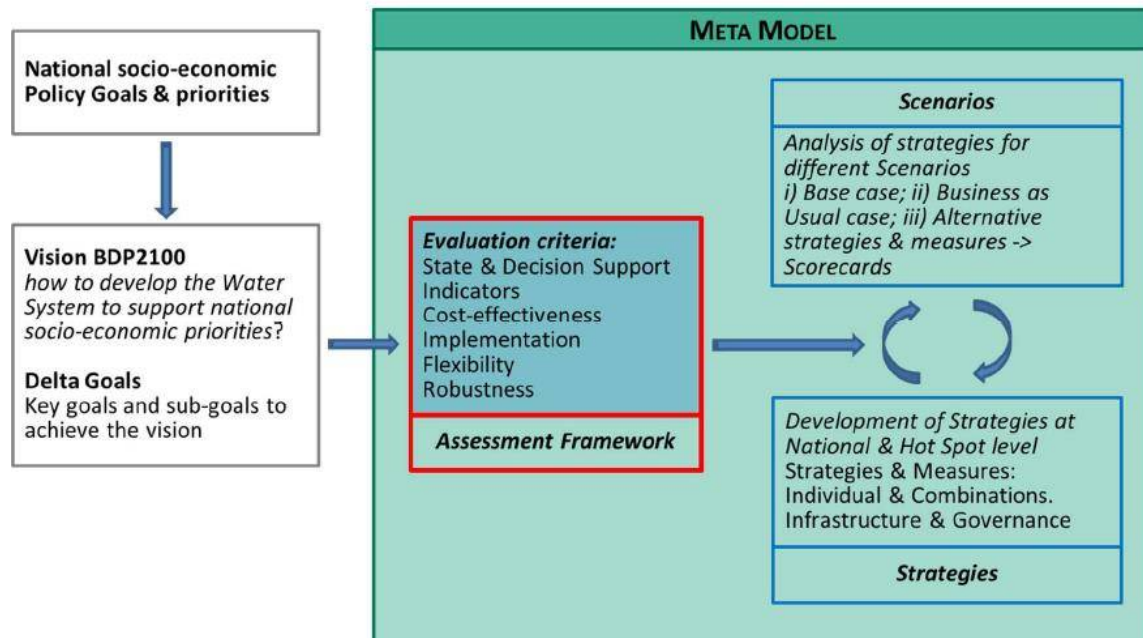 National socio-economic
Policy Goals & priorities
Vision BDP2100
how to develop the Water
System to support national
socio-economic priorities?
Delta Goals
Key goals and sub-goals to
achieve the vision
META MODEL
Evaluation criteria:
State & Decision Support
Indicators
Cost-effectiveness
Implementation
Flexibility
Robustness
Assessment Framework
Scenarios
Analysis of strategies for
different Scenarios
i) Base case; ii) Business as
Usual case; iii) Alternative
strategies & measures ->
Scorecards
Development of Strategies at
National & Hot Spot level
Strategies & Measures:
Individual & Combinations.
Infrastructure & Governance
Strategies